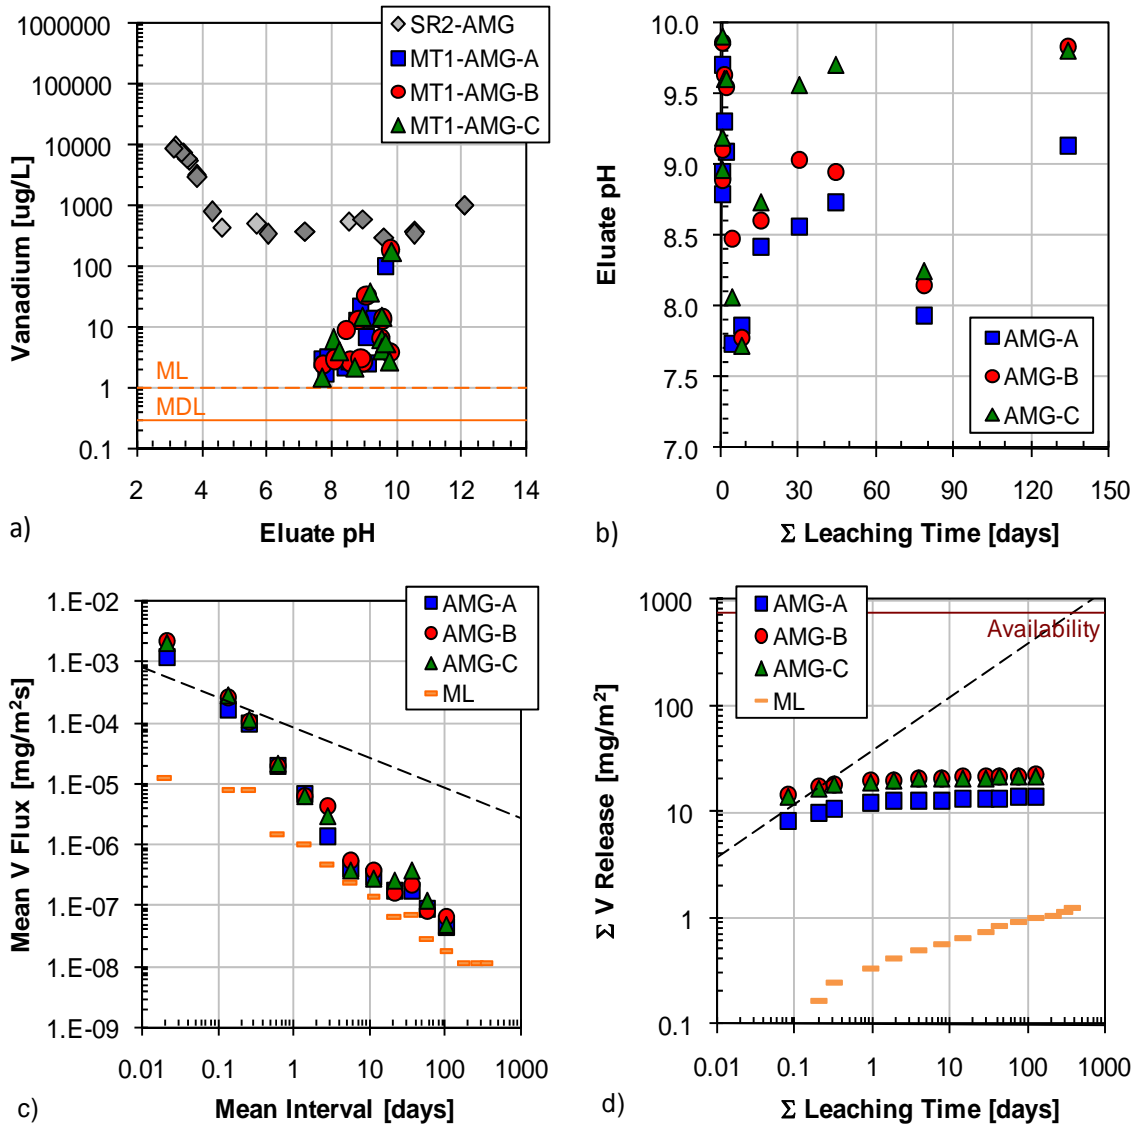 1000000
100000
10000
1000
100
10
1
0.1
Vanadium [ug/L]
SR2-AMG
MT1-AMG-A
MT1-AMG-B
MT1-AMG-C
ML
MDL
2 4 6 8 10 12 14
Eluate pH
a)
10.0
9.5
9.0
8.5
8.0
7.5
7.0
Eluate pH
AMG-A
AMG-B
AMG-C
0 30 60 90 120 150
Σ Leaching Time [days]
b)
1.E-02
1.E-03
1.E-04
1.E-05
1.E-06
1.E-07
1.E-08
1.E-09
Mean V Flux [mg/m²s]
AMG-A
AMG-B
AMG-C
ML
0.01 0.1 1 10 100 1000
Mean Interval [days]
c)
1000
100
10
1
0.1
Σ V Release [mg/m²]
AMG-A
AMG-B
AMG-C
ML
Availability
0.01 0.1 1 10 100 1000
Σ Leaching Time [days]
d)